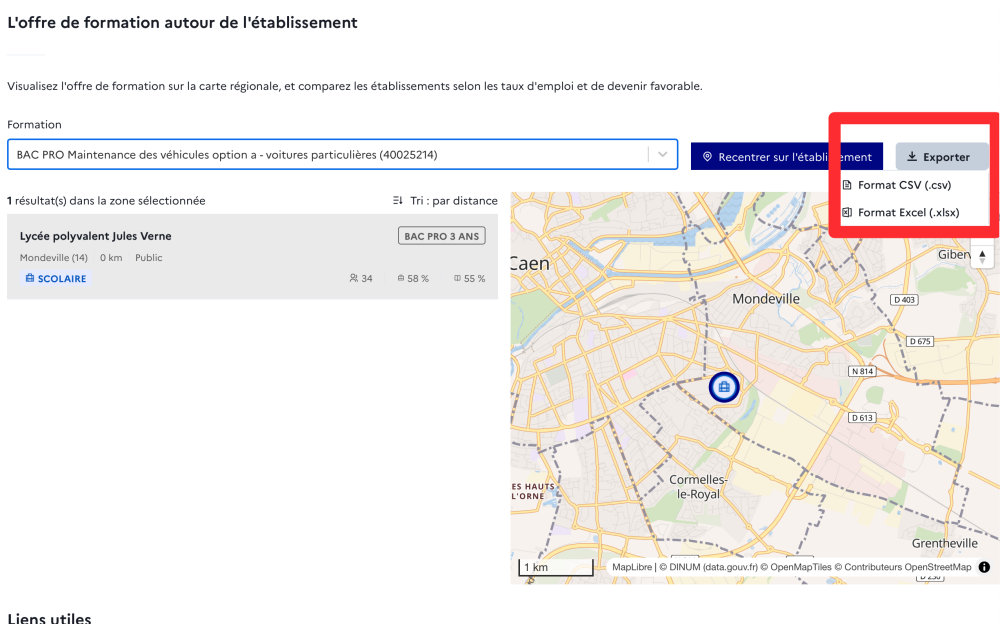 L'offre de formation autour de l'établissement
Visualisez l'offre de formation sur la carte régionale, et comparez les établissements selon les taux d'emploi et de devenir favorable.
Formation
BAC PRO Maintenance des véhicules option a - voitures particulières (40025214)
Recentrer sur l'établissement
Exporter
Format CSV (.csv)
Format Excel (.xlsx)
1 résultat(s) dans la zone sélectionnée
Tri : par distance
Lycée polyvalent Jules Verne
BAC PRO 3 ANS
Mondeville (14) 0 km Public
SCOLAIRE
34 58 % 55 %
Caen
Giberv
Mondeville
D 403
D 675
N 814
D 613
Cormelles-
le-Royal
ES HAUTS
L'ORNE
Grentheville
1 km
MapLibre | © DINUM (data.gouv.fr) © OpenMapTiles © Contributeurs OpenStreetMap
D 230
Liens utiles